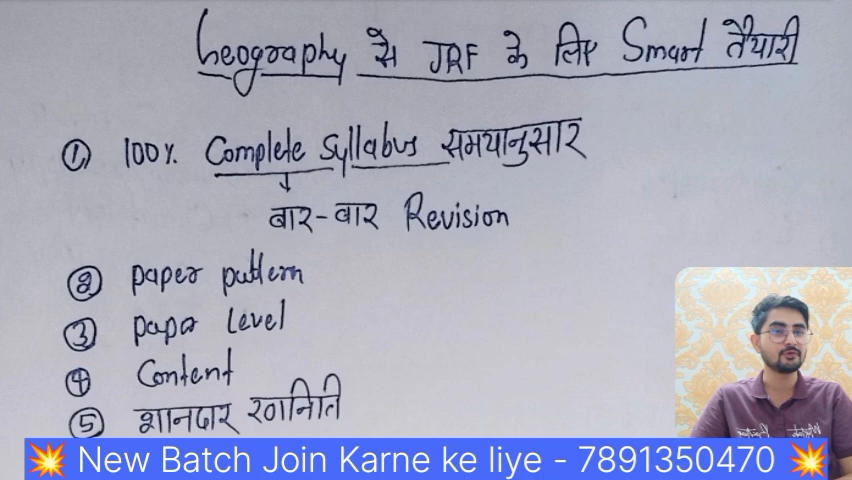 Geography से JRF के लिए Smart तैयारी
① 100%. Complete Syllabus समयानुसार
↓
बार-बार Revision
② paper pattern
③ paper Level
④ Content
⑤ शानदार रणनिति
💥 New Batch Join Karne ke liye - 7891350470 💥